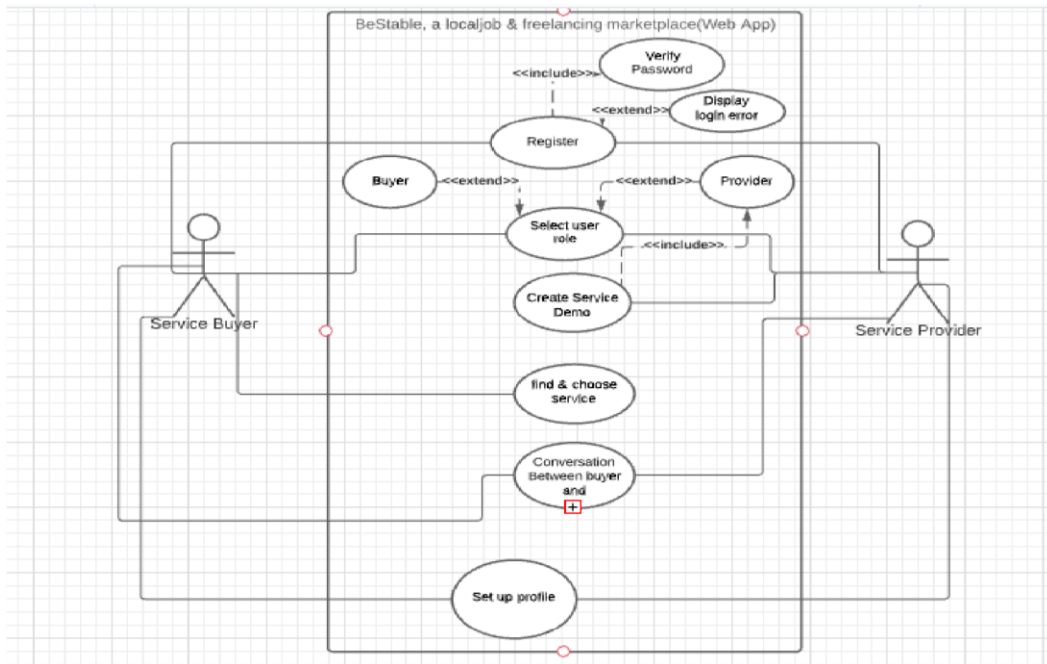 BeStable, a localjob & freelancing marketplace(Web App)
Verify
Password
<<include>>
Display
login error
<<extend>>
Register
Buyer
<<extend>>
<<extend>>
Provider
Select user
role
<<include>>
Create Service
Demo
Service Buyer
Service Provider
find & choose
service
Conversation
Between buyer
and
Set up profile